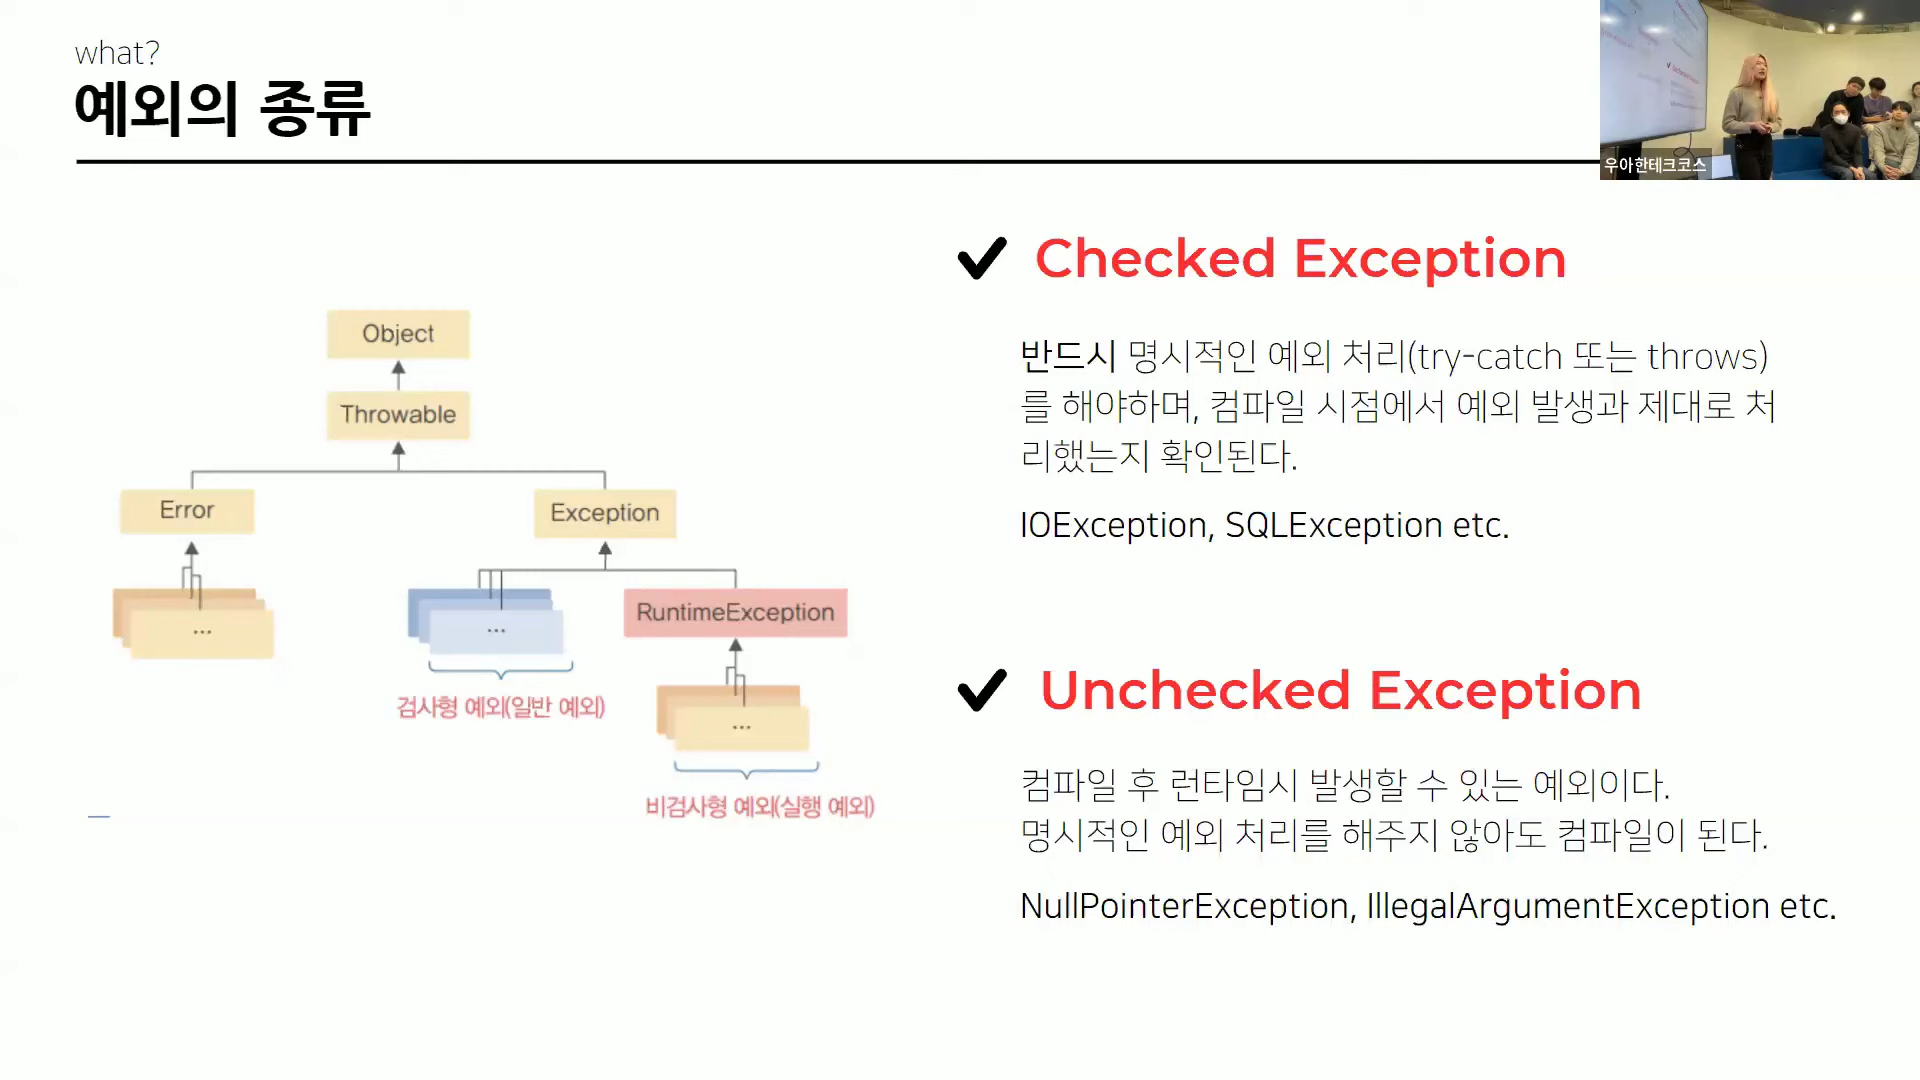 what?
예외의 종류
우아한테크코스
Object
Throwable
Error
Exception
...
...
RuntimeException
검사형 예외(일반 예외)
...
비검사형 예외(실행 예외)
Checked Exception
반드시 명시적인 예외 처리(try-catch 또는 throws)
를 해야하며, 컴파일 시점에서 예외 발생과 제대로 처
리했는지 확인된다.
IOException, SQLException etc.
Unchecked Exception
컴파일 후 런타임시 발생할 수 있는 예외이다.
명시적인 예외 처리를 해주지 않아도 컴파일이 된다.
NullPointerException, IllegalArgumentException etc.